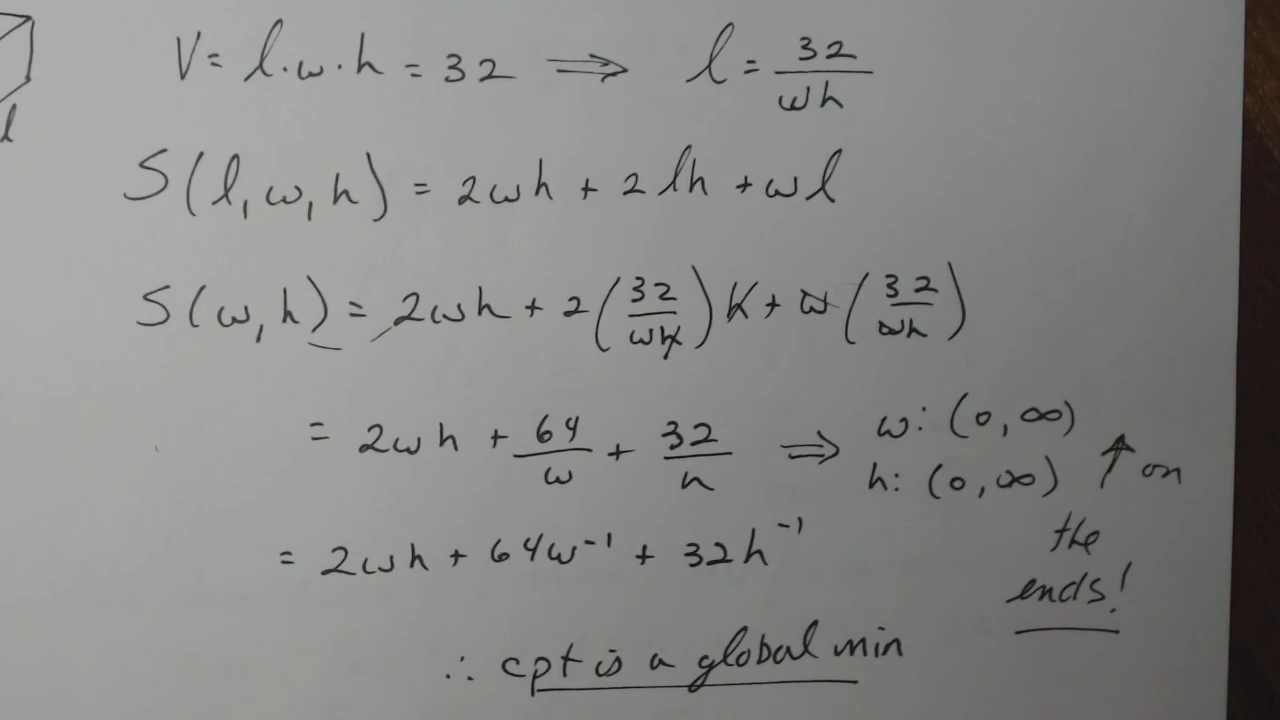 V = l·w·h = 32 ⟹ l = 32/wh
l
S(l,w,h) = 2wh + 2lh + wl
S(w,h) = 2wh + 2(32/wh)h + w(32/wh)
= 2wh + 64/w + 32/h ⟹ w: (0,∞)
h: (0,∞) ↑ on
the
ends!
= 2wh + 64w⁻¹ + 32h⁻¹
∴ cpt is a global min